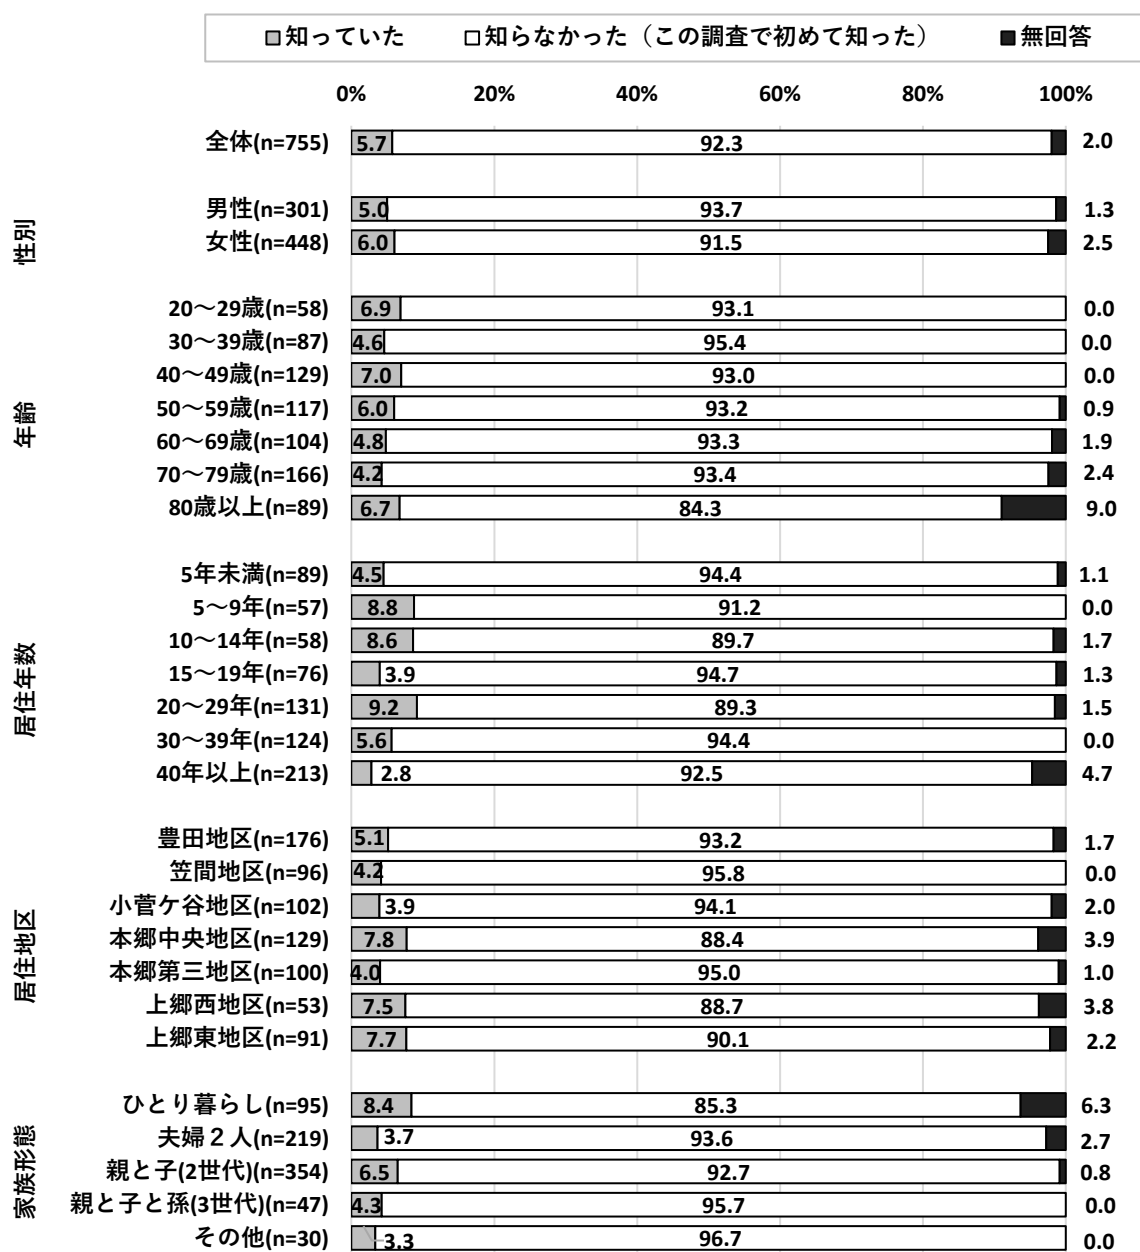 知っていた 知らなかった（この調査で初めて知った） 無回答
0% 20% 40% 60% 80% 100%
全体(n=755) 5.7 92.3 2.0
性別
男性(n=301) 5.0 93.7 1.3
女性(n=448) 6.0 91.5 2.5
年齢
20～29歳(n=58) 6.9 93.1 0.0
30～39歳(n=87) 4.6 95.4 0.0
40～49歳(n=129) 7.0 93.0 0.0
50～59歳(n=117) 6.0 93.2 0.9
60～69歳(n=104) 4.8 93.3 1.9
70～79歳(n=166) 4.2 93.4 2.4
80歳以上(n=89) 6.7 84.3 9.0
居住年数
5年未満(n=89) 4.5 94.4 1.1
5～9年(n=57) 8.8 91.2 0.0
10～14年(n=58) 8.6 89.7 1.7
15～19年(n=76) 3.9 94.7 1.3
20～29年(n=131) 9.2 89.3 1.5
30～39年(n=124) 5.6 94.4 0.0
40年以上(n=213) 2.8 92.5 4.7
居住地区
豊田地区(n=176) 5.1 93.2 1.7
笠間地区(n=96) 4.2 95.8 0.0
小菅ケ谷地区(n=102) 3.9 94.1 2.0
本郷中央地区(n=129) 7.8 88.4 3.9
本郷第三地区(n=100) 4.0 95.0 1.0
上郷西地区(n=53) 7.5 88.7 3.8
上郷東地区(n=91) 7.7 90.1 2.2
家族形態
ひとり暮らし(n=95) 8.4 85.3 6.3
夫婦２人(n=219) 3.7 93.6 2.7
親と子(2世代)(n=354) 6.5 92.7 0.8
親と子と孫(3世代)(n=47) 4.3 95.7 0.0
その他(n=30) 3.3 96.7 0.0